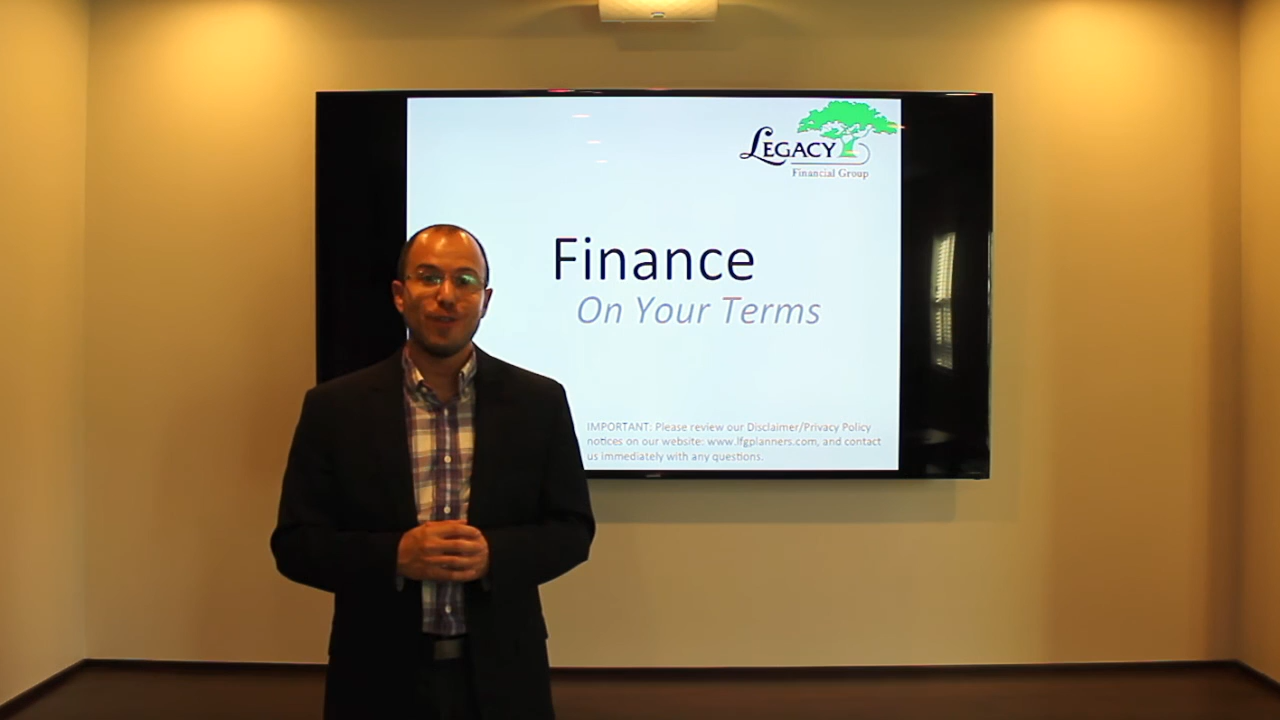 LEGACY
Financial Group
Finance
On Your Terms
IMPORTANT: Please review our Disclaimer/Privacy Policy
notices on our website: www.lfgplanners.com, and contact
us immediately with any questions.